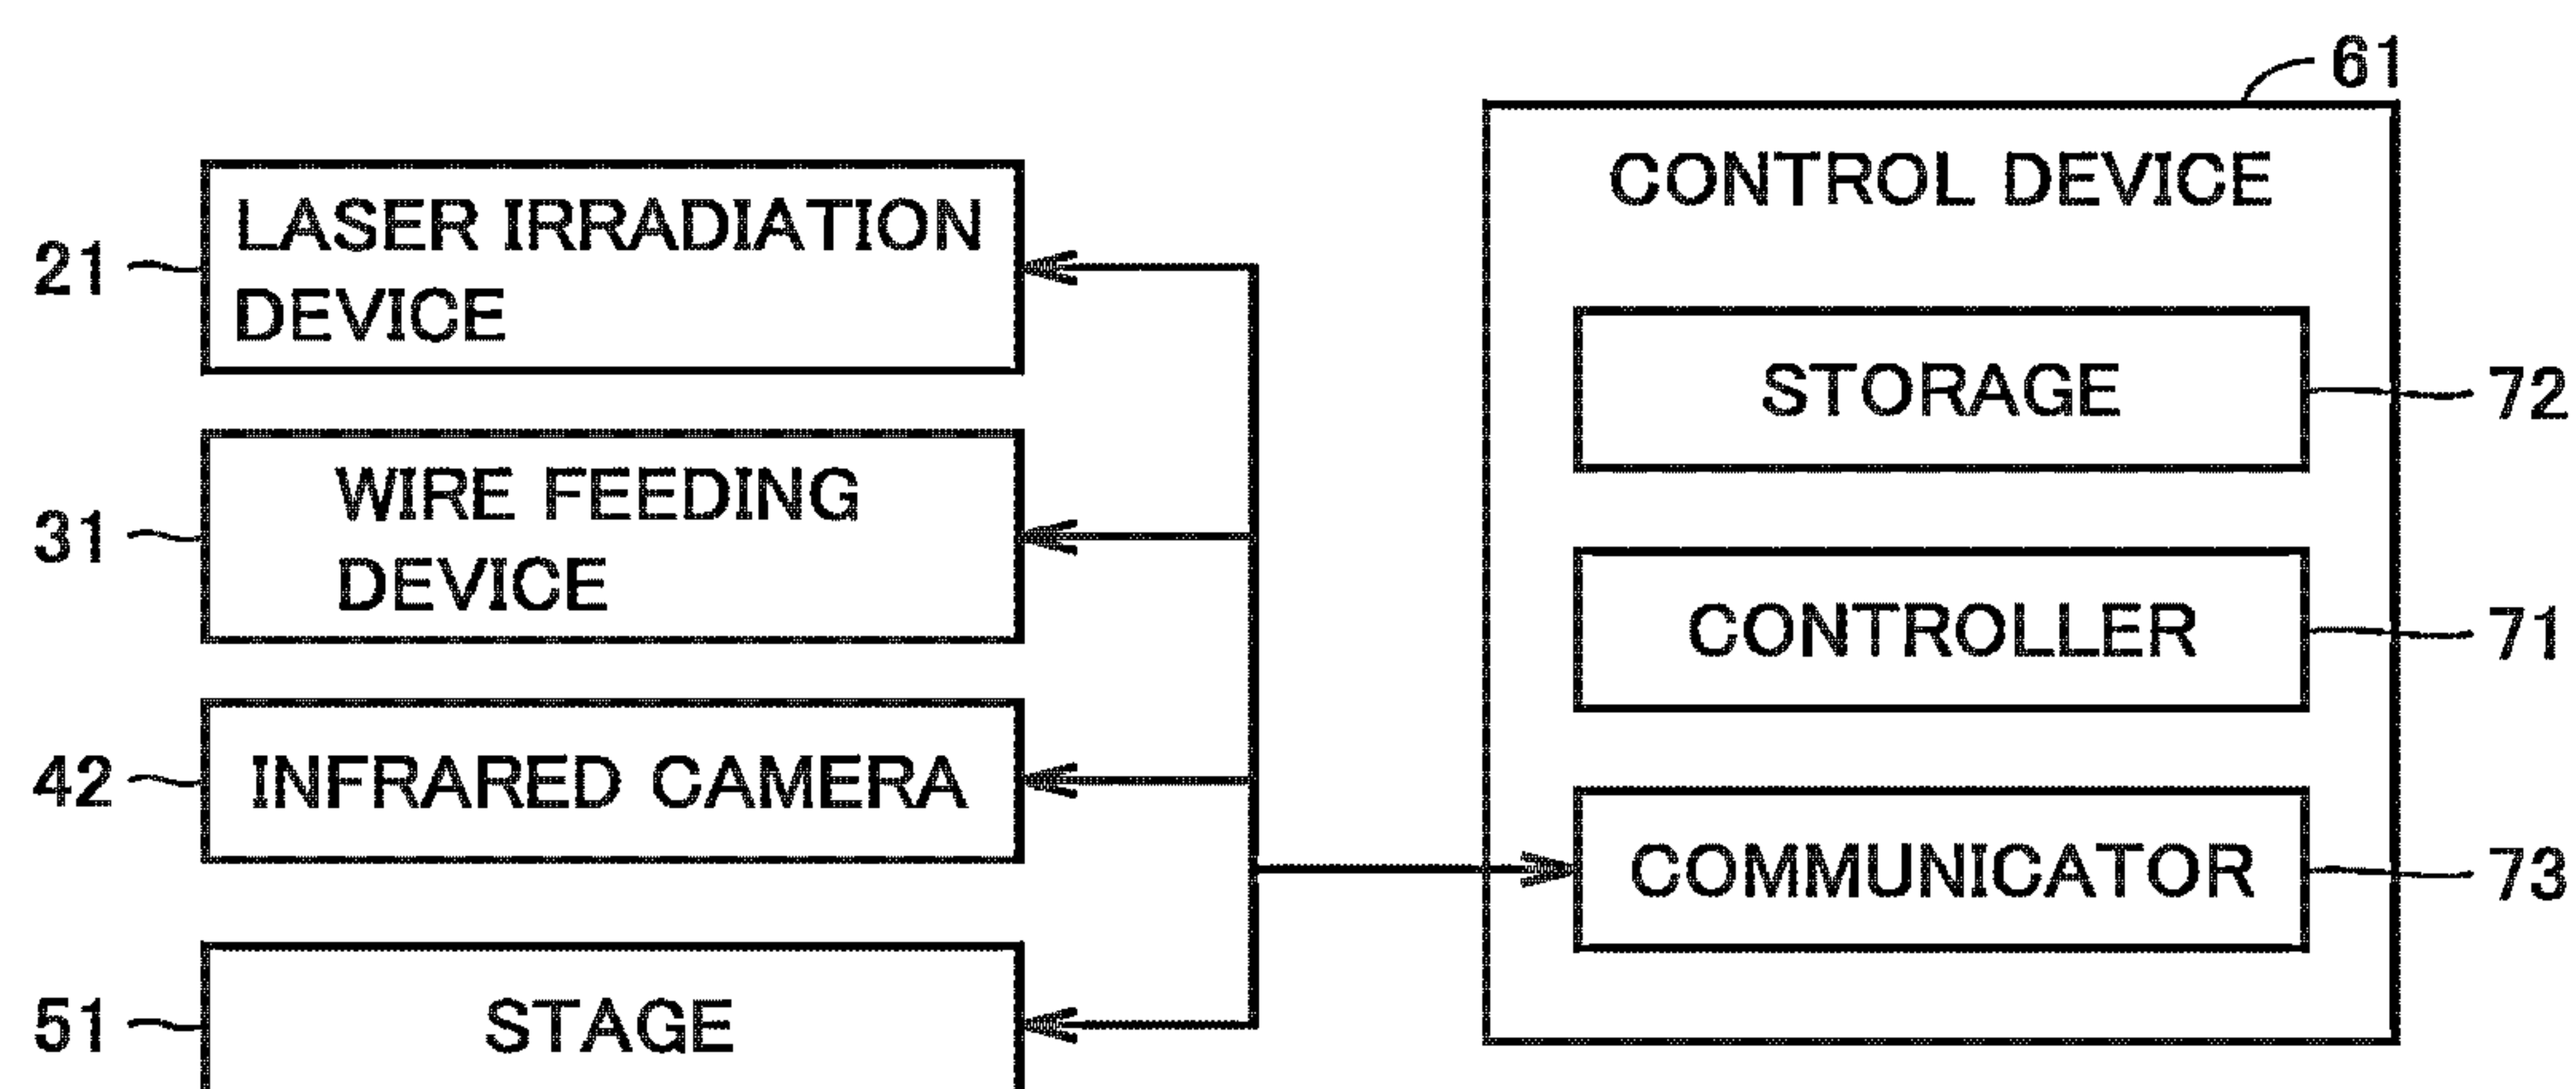 61
CONTROL DEVICE
21
LASER IRRADIATION
DEVICE
STORAGE
72
31
WIRE FEEDING
DEVICE
CONTROLLER
71
42
INFRARED CAMERA
COMMUNICATOR
73
51
STAGE